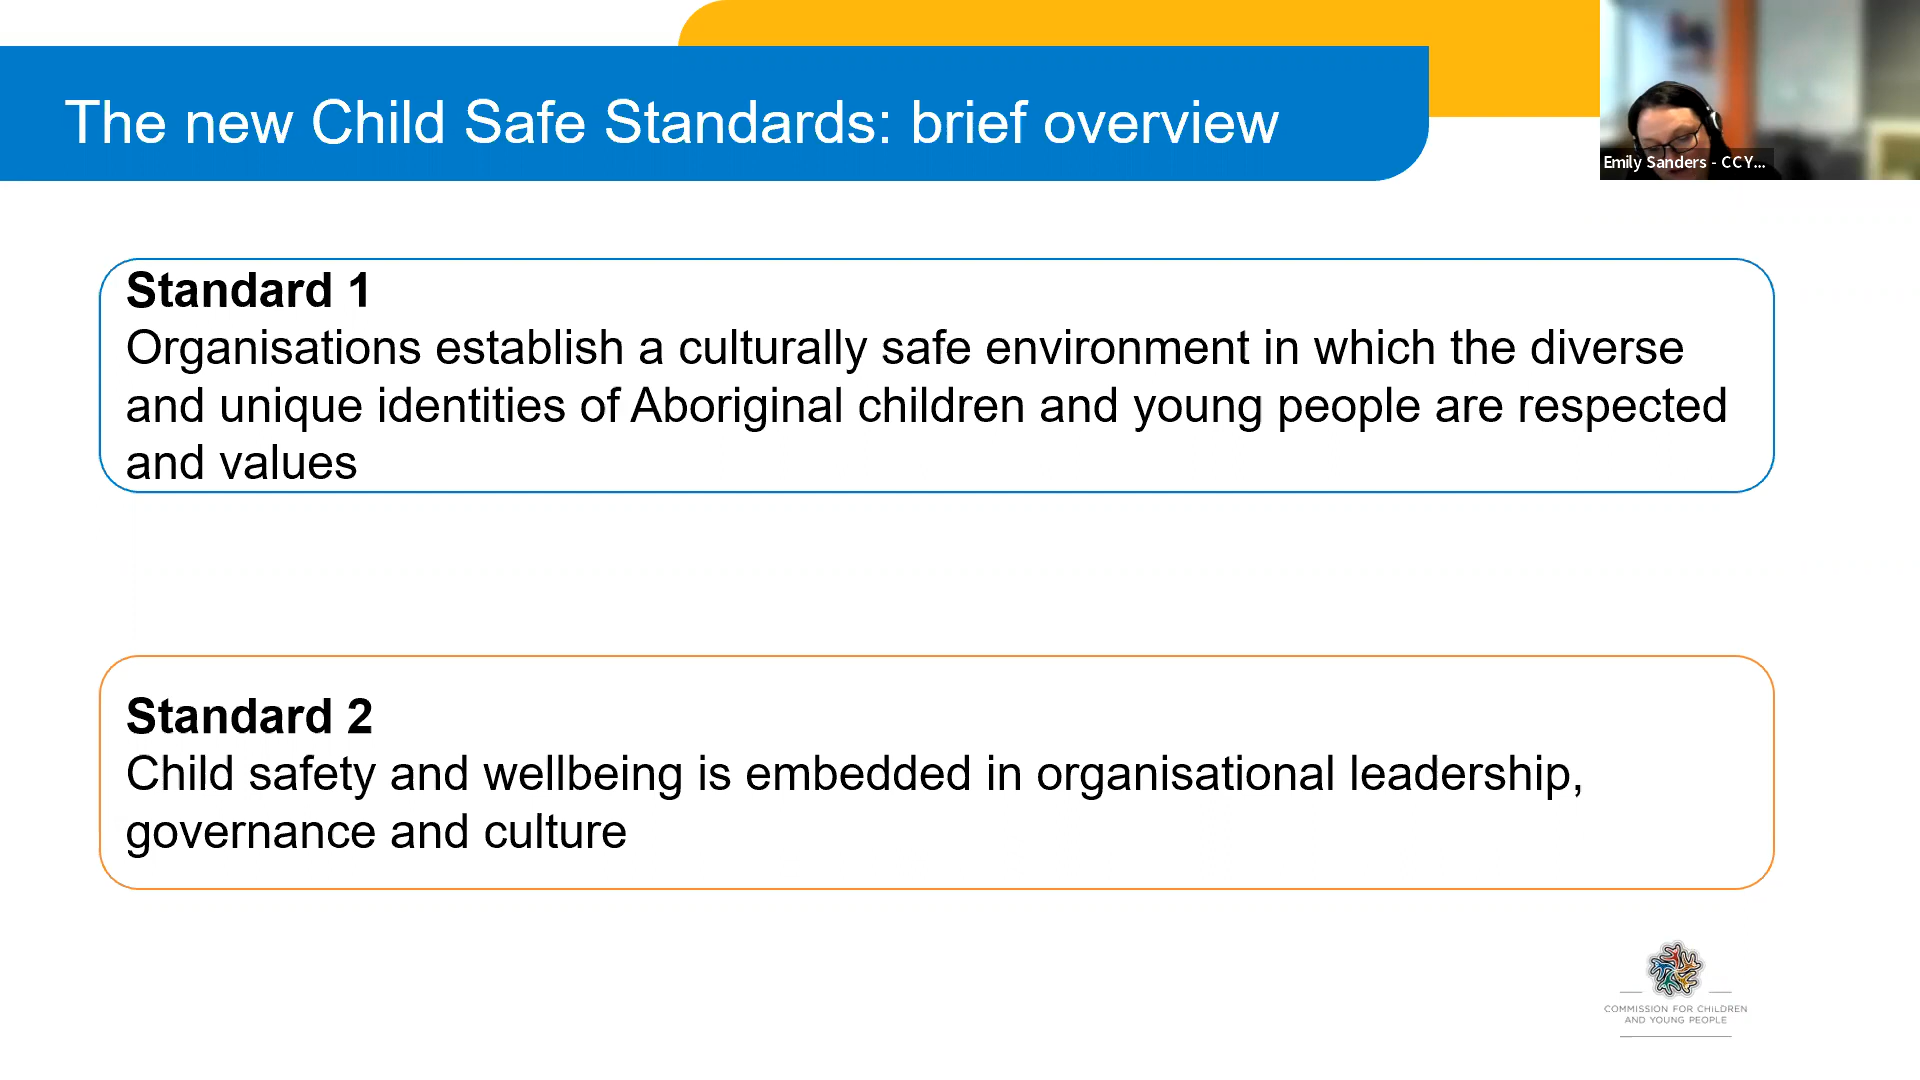 The new Child Safe Standards: brief overview
Emily Sanders - CCY...
Standard 1
Organisations establish a culturally safe environment in which the diverse
and unique identities of Aboriginal children and young people are respected
and values
Standard 2
Child safety and wellbeing is embedded in organisational leadership,
governance and culture
COMMISSION FOR CHILDREN
AND YOUNG PEOPLE